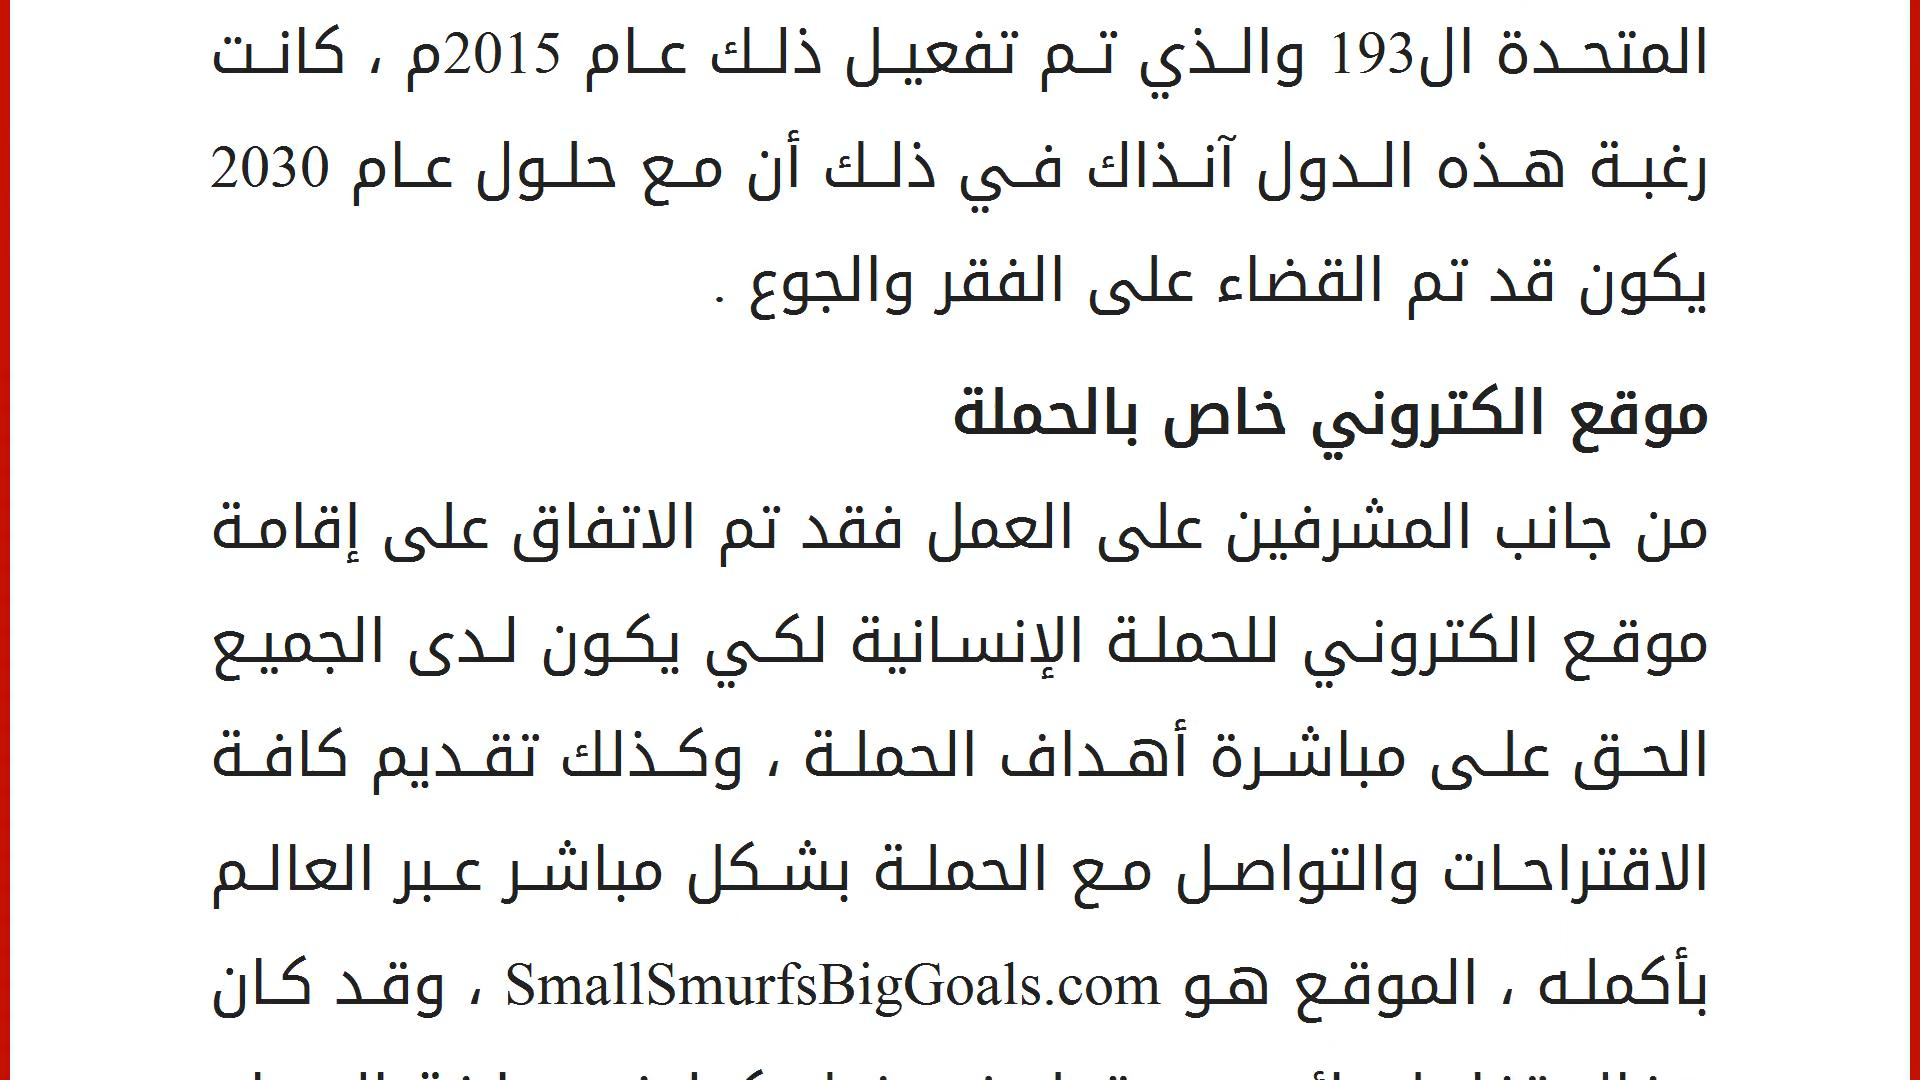 المتحدة ال193 والذي تم تفعيل ذلك عام 2015م ، كانت
رغبة هذه الدول آنذاك في ذلك أن مع حلول عام 2030
يكون قد تم القضاء على الفقر والجوع .
موقع الكتروني خاص بالحملة
من جانب المشرفين على العمل فقد تم الاتفاق على إقامة
موقع الكتروني للحملة الإنسانية لكي يكون لدى الجميع
الحق على مباشرة أهداف الحملة ، وكذلك تقديم كافة
الاقتراحات والتواصل مع الحملة بشكل مباشر عبر العالم
بأكمله ، الموقع هو SmallSmurfsBigGoals.com ، وقد كان